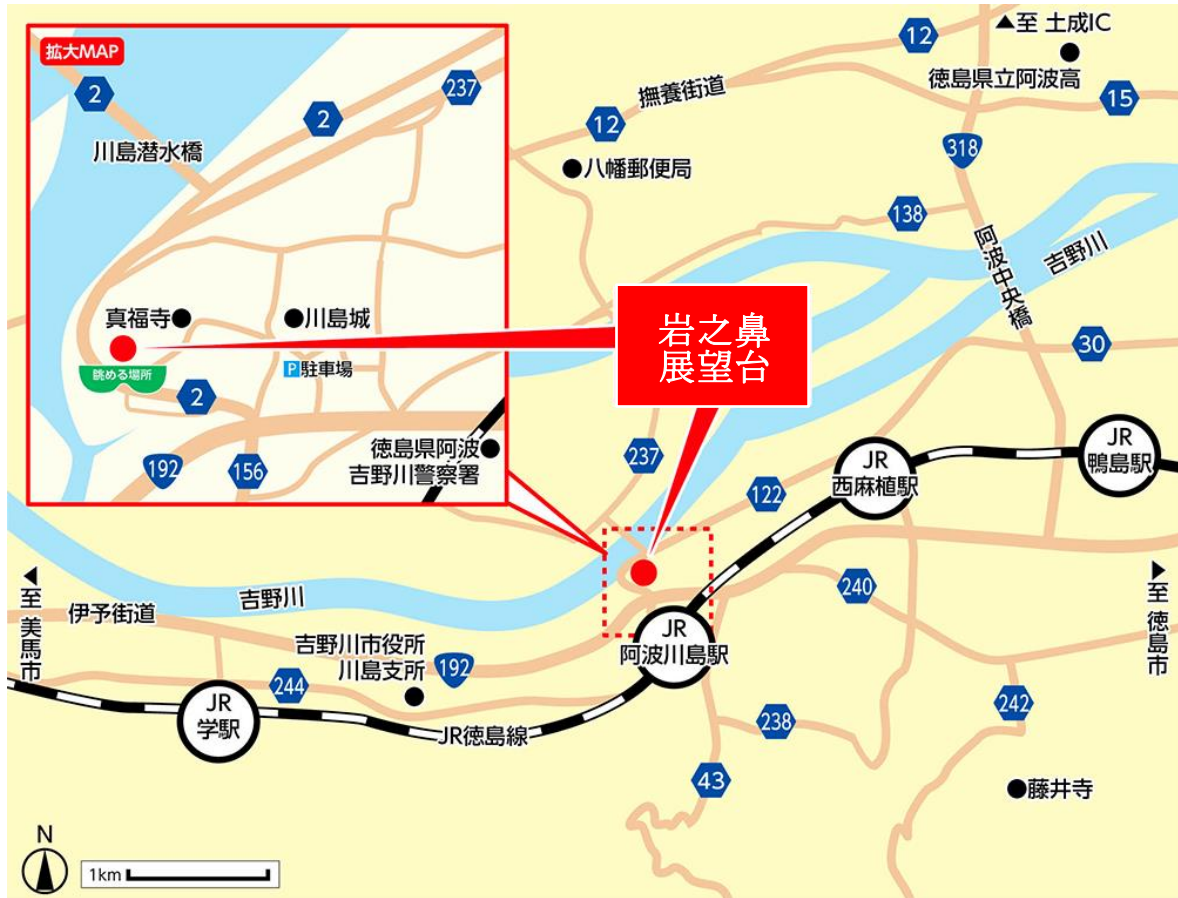 拡大MAP
2
237
2
川島潜水橋
真福寺
川島城
眺める場所
P駐車場
2
徳島県阿波
吉野川警察署
192
156
12
▲至 土成IC
徳島県立阿波高
撫養街道
15
12
318
八幡郵便局
138
阿波中央橋
吉野川
岩之鼻
展望台
30
237
JR
西麻植駅
JR
鴨島駅
122
◀至 美馬市
吉野川
伊予街道
240
▶至 徳島市
吉野川市役所
川島支所
192
JR
阿波川島駅
244
JR
学駅
JR徳島線
238
242
43
藤井寺
N
1km